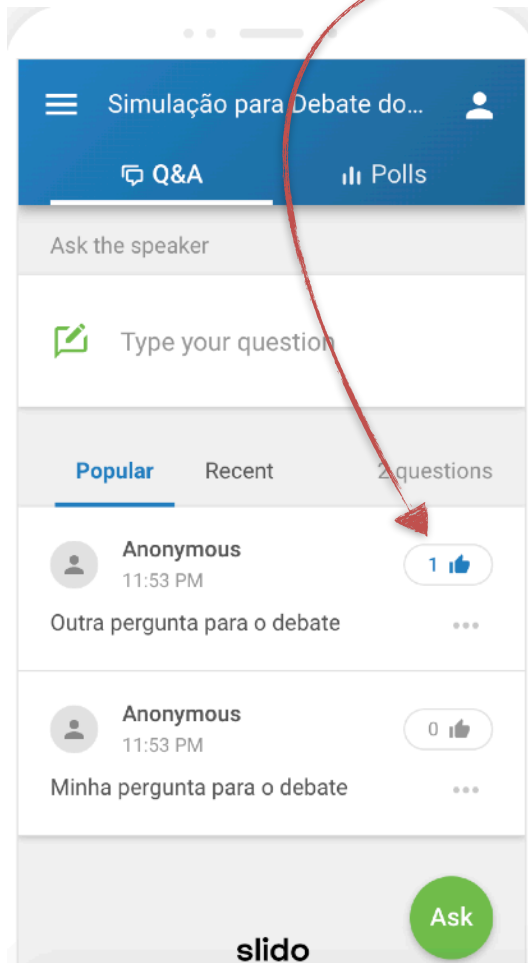 Simulação para Debate do...
Q&A Polls
Ask the speaker
Type your question
Popular Recent 2 questions
Anonymous
11:53 PM
1
Outra pergunta para o debate
Anonymous
11:53 PM
0
Minha pergunta para o debate
Ask
slido